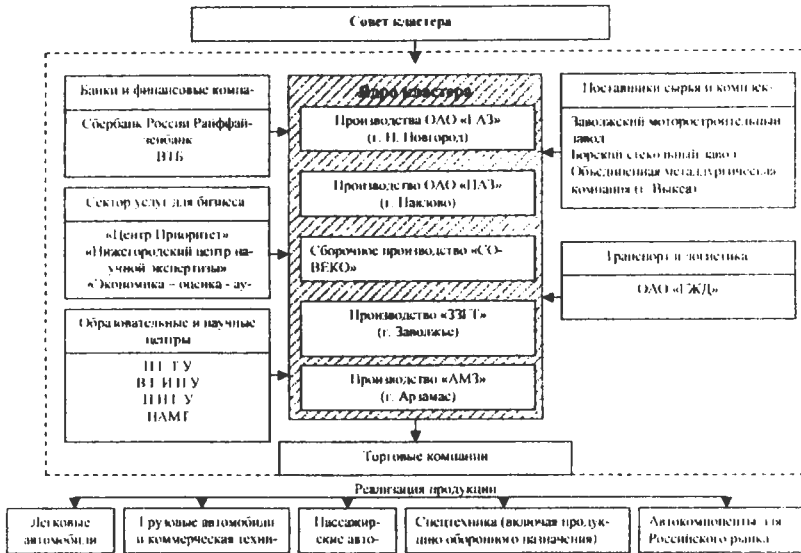 Совет кластера
Банки и финансовые компа-
Сбербанк России Райффай-
зенбанк
ВТБ
Сектор услуг для бизнеса
«Центр Приоритет»
«Нижегородский центр на-
учной экспертизы»
«Экономика – оценка - ау-
Образовательные и научные
центры
НГТУ
ВГИПУ
ННГУ
НАМТ
Ядро кластера
Производства ОАО «ГАЗ»
(г. Н. Новгород)
Производство ОАО «ПАЗ»
(г. Павлово)
Сборочное производство «СО-
ВЕКО»
Производство «ЗЗГТ»
(г. Заволжье)
Производство «АМЗ»
(г. Арзамас)
Поставщики сырья и комплек-
Заволжский моторостроительный
завод
Борский стекольный завод
Объединенная металлургическая
компания (г. Выкса)
Транспорт и логистика
ОАО «ГЖД»
Торговые компании
Реализация продукции
Легковые
автомобили
Грузовые автомобили
и коммерческая техни-
Пассажир-
ские авто-
Спецтехника (включая продук-
цию оборонного назначения)
Автокомпоненты для
Российского рынка